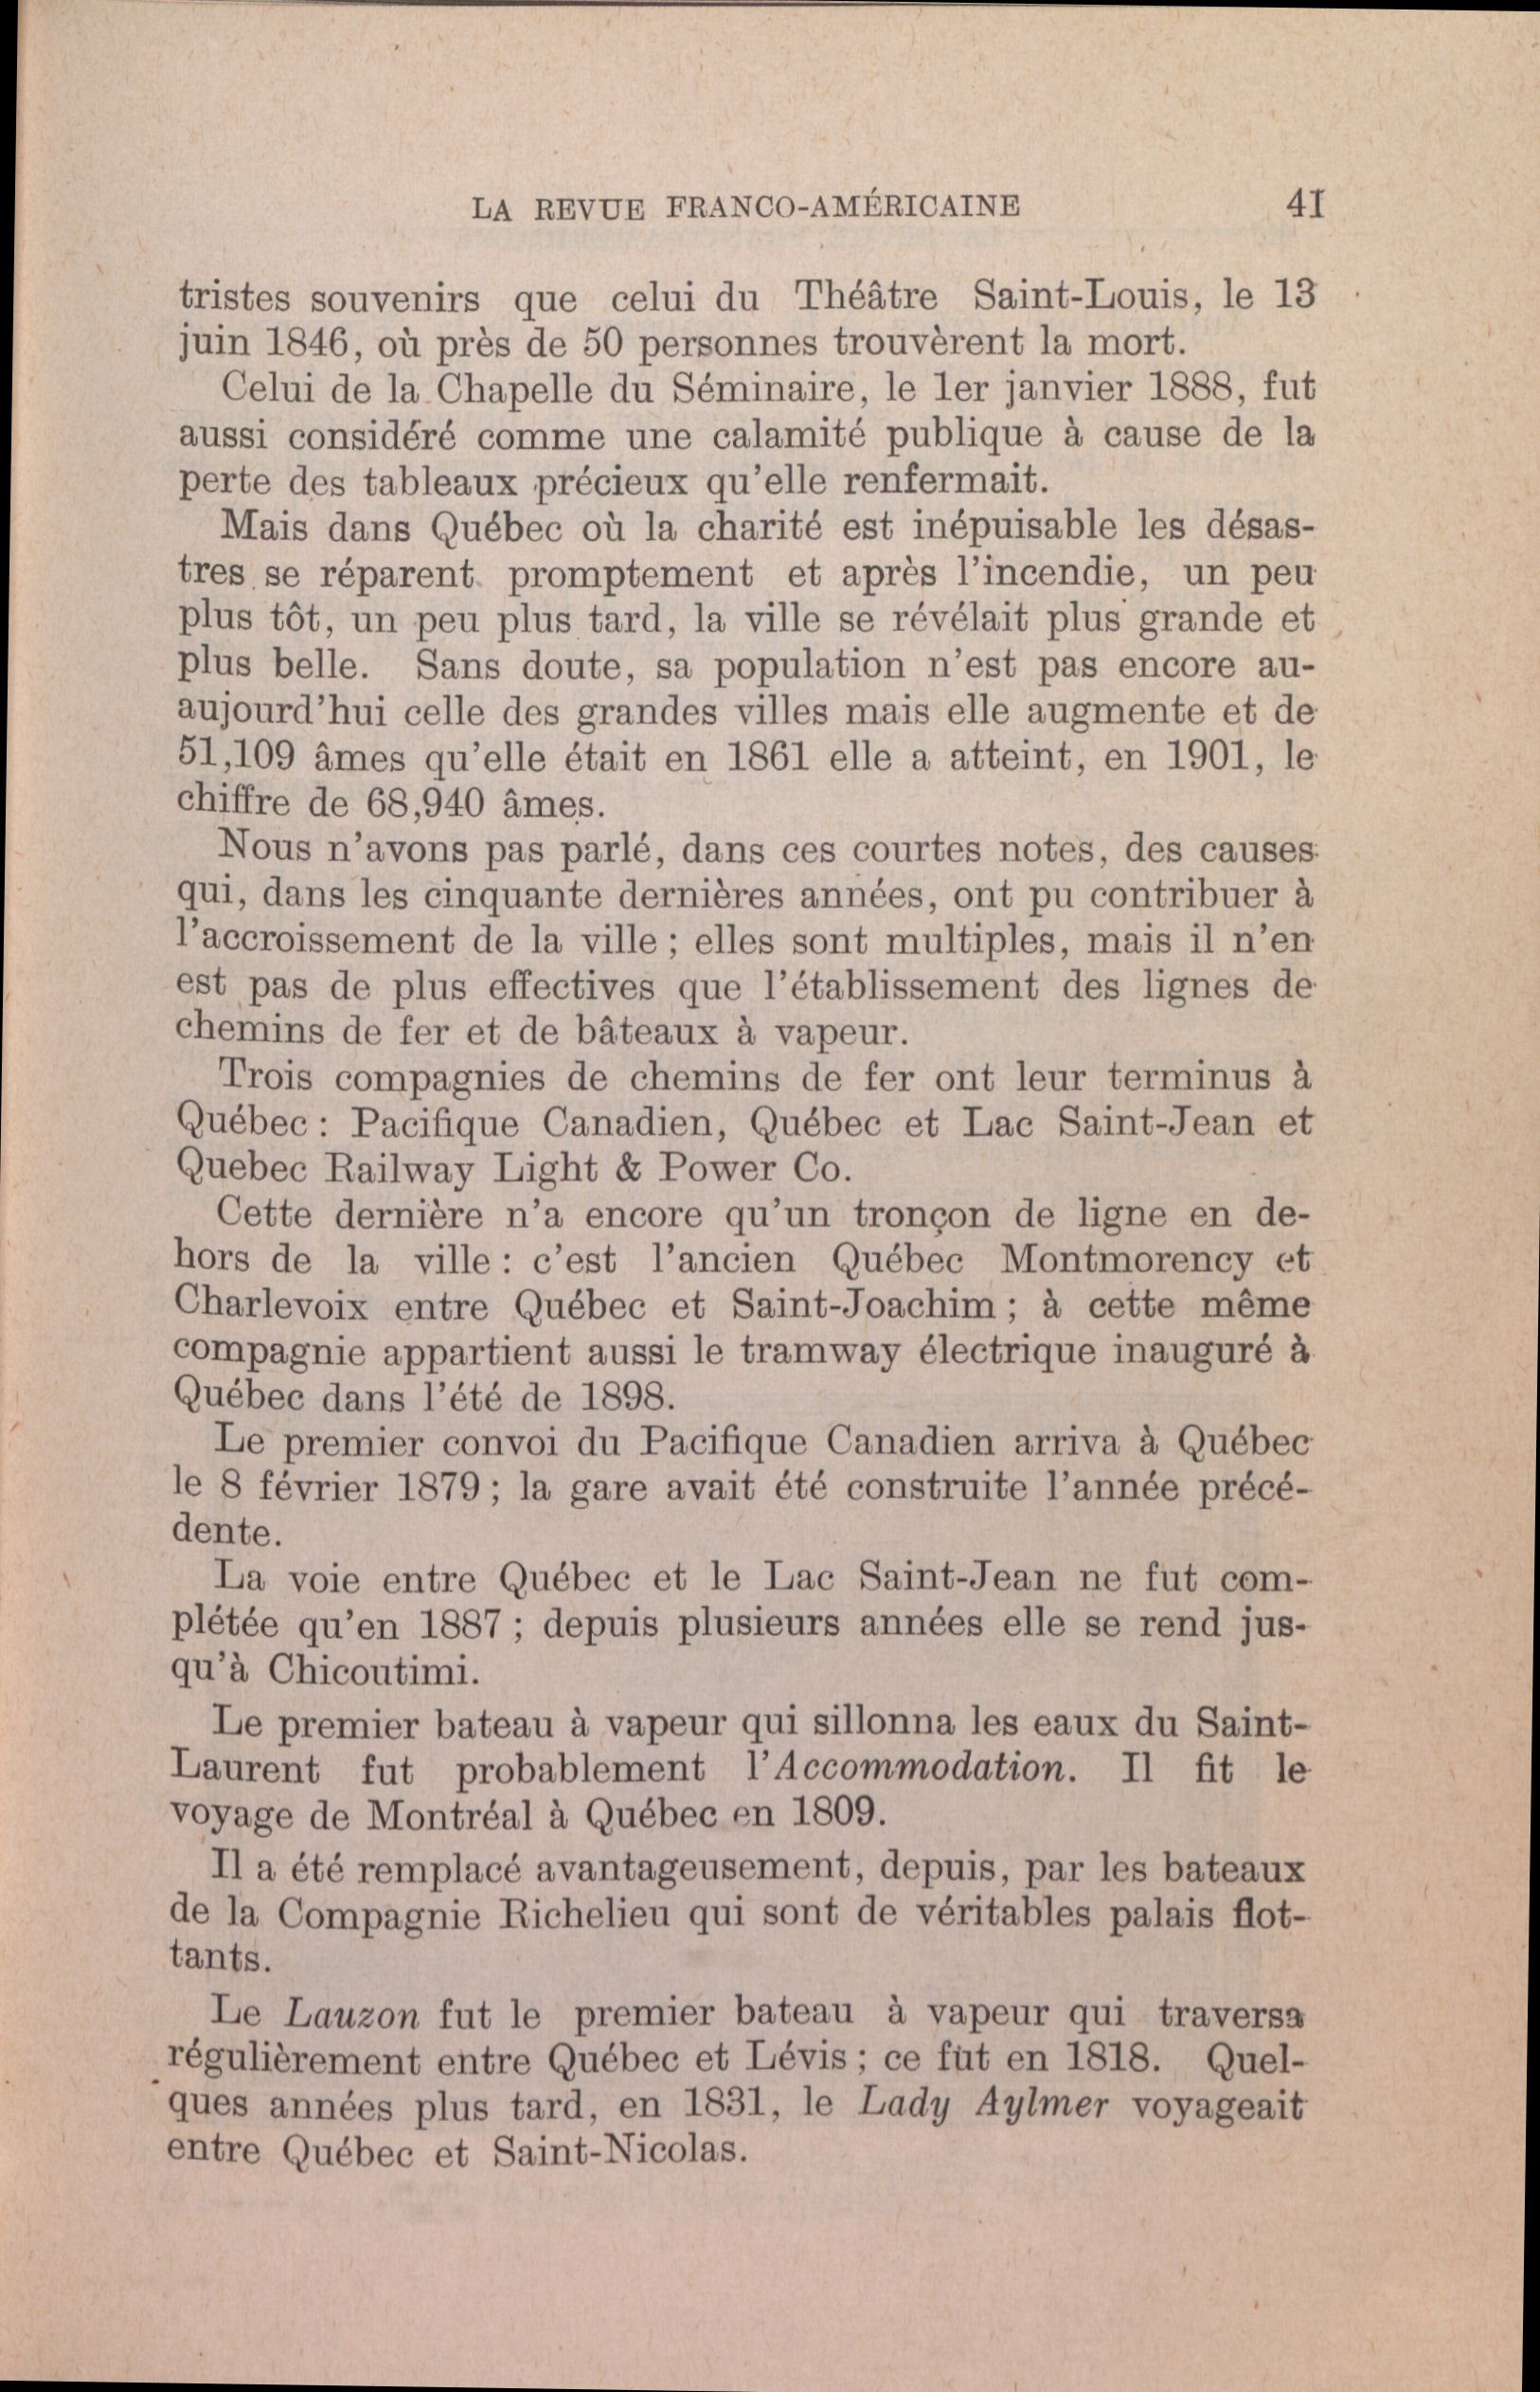 LA REVUE FRANCO-AMÉRICAINE 41
tristes souvenirs que celui du Théâtre Saint-Louis, le 13
juin 1846, où près de 50 personnes trouvèrent la mort.
Celui de la Chapelle du Séminaire, le 1er janvier 1888, fut
aussi considéré comme une calamité publique à cause de la
perte des tableaux précieux qu'elle renfermait.
Mais dans Québec où la charité est inépuisable les désas-
tres se réparent promptement et après l'incendie, un peu
plus tôt, un peu plus tard, la ville se révélait plus grande et
plus belle. Sans doute, sa population n'est pas encore au-
aujourd'hui celle des grandes villes mais elle augmente et de
51,109 âmes qu'elle était en 1861 elle a atteint, en 1901, le
chiffre de 68,940 âmes.
Nous n'avons pas parlé, dans ces courtes notes, des causes
qui, dans les cinquante dernières années, ont pu contribuer à
l'accroissement de la ville ; elles sont multiples, mais il n'en
est pas de plus effectives que l'établissement des lignes de
chemins de fer et de bâteaux à vapeur.
Trois compagnies de chemins de fer ont leur terminus à
Québec : Pacifique Canadien, Québec et Lac Saint-Jean et
Quebec Railway Light & Power Co.
Cette dernière n'a encore qu'un tronçon de ligne en de-
hors de la ville : c'est l'ancien Québec Montmorency et
Charlevoix entre Québec et Saint-Joachim ; à cette même
compagnie appartient aussi le tramway électrique inauguré à
Québec dans l'été de 1898.
Le premier convoi du Pacifique Canadien arriva à Québec
le 8 février 1879 ; la gare avait été construite l'année précé-
dente.
La voie entre Québec et le Lac Saint-Jean ne fut com-
plétée qu'en 1887 ; depuis plusieurs années elle se rend jus-
qu'à Chicoutimi.
Le premier bateau à vapeur qui sillonna les eaux du Saint-
Laurent fut probablement l'Accommodation. Il fit le
voyage de Montréal à Québec en 1809.
Il a été remplacé avantageusement, depuis, par les bateaux
de la Compagnie Richelieu qui sont de véritables palais flot-
tants.
Le Lauzon fut le premier bateau à vapeur qui traversa
régulièrement entre Québec et Lévis ; ce fut en 1818. Quel-
ques années plus tard, en 1831, le Lady Aylmer voyageait
entre Québec et Saint-Nicolas.